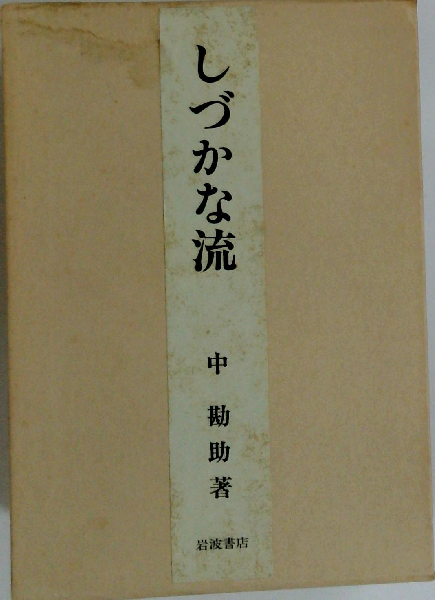 しづかな流
中 勘助 著
岩波書店